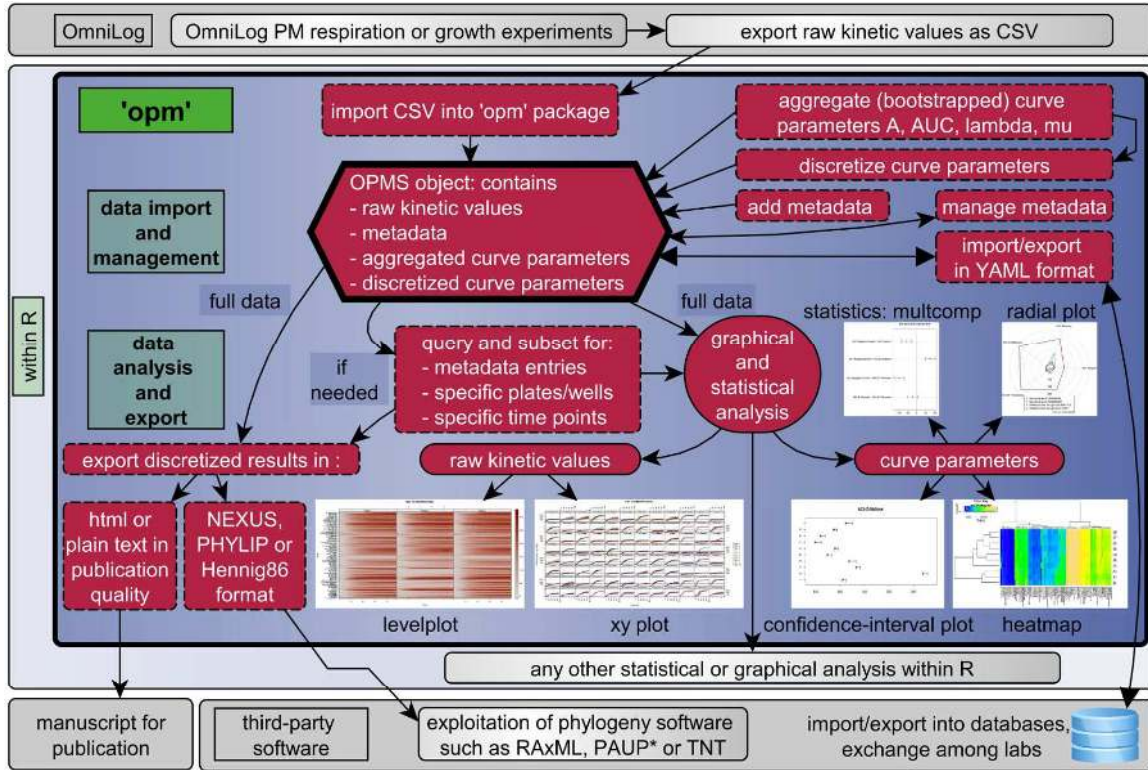 OmniLog
OmniLog PM respiration or growth experiments
export raw kinetic values as CSV
within R
'opm'
import CSV into 'opm' package
aggregate (bootstrapped) curve
parameters A, AUC, lambda, mu
discretize curve parameters
data import
and
management
OPMS object: contains
- raw kinetic values
- metadata
- aggregated curve parameters
- discretized curve parameters
add metadata
manage metadata
import/export
in YAML format
full data
full data
data
analysis
and
export
if
needed
query and subset for:
- metadata entries
- specific plates/wells
- specific time points
graphical
and
statistical
analysis
statistics: multcomp
radial plot
export discretized results in :
raw kinetic values
curve parameters
html or
plain text in
publication
quality
NEXUS,
PHYLIP or
Hennig86
format
levelplot
xy plot
confidence-interval plot
heatmap
any other statistical or graphical analysis within R
manuscript for
publication
third-party
software
exploitation of phylogeny software
such as RAxML, PAUP* or TNT
import/export into databases,
exchange among labs